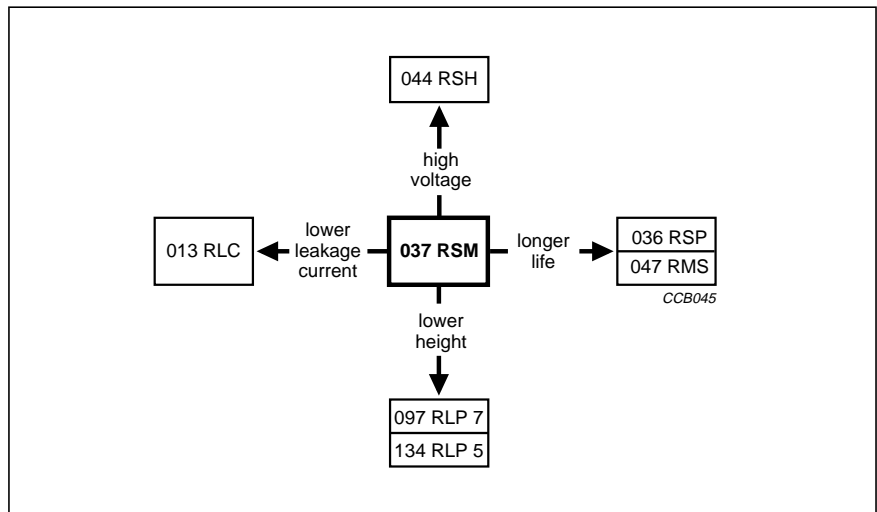 044 RSH
high
voltage
013 RLC
lower
leakage
current
037 RSM
longer
life
036 RSP
047 RMS
CCB045
lower
height
097 RLP 7
134 RLP 5